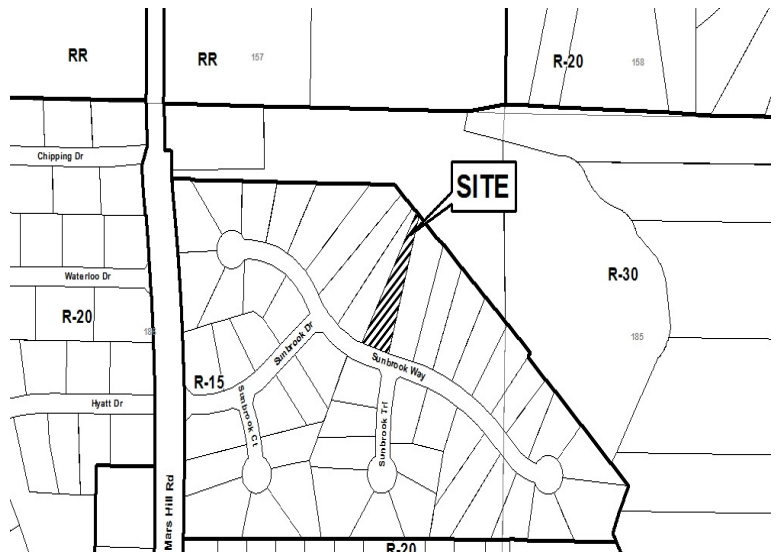 RR
RR
157
R-20
158
Chipping Dr
SITE
Waterloo Dr
R-30
R-20
185
Sunbrook Dr
Sunbrook Way
R-15
Hyatt Dr
Sunbrook Ct
Sunbrook Trl
Mars Hill Rd
R-20